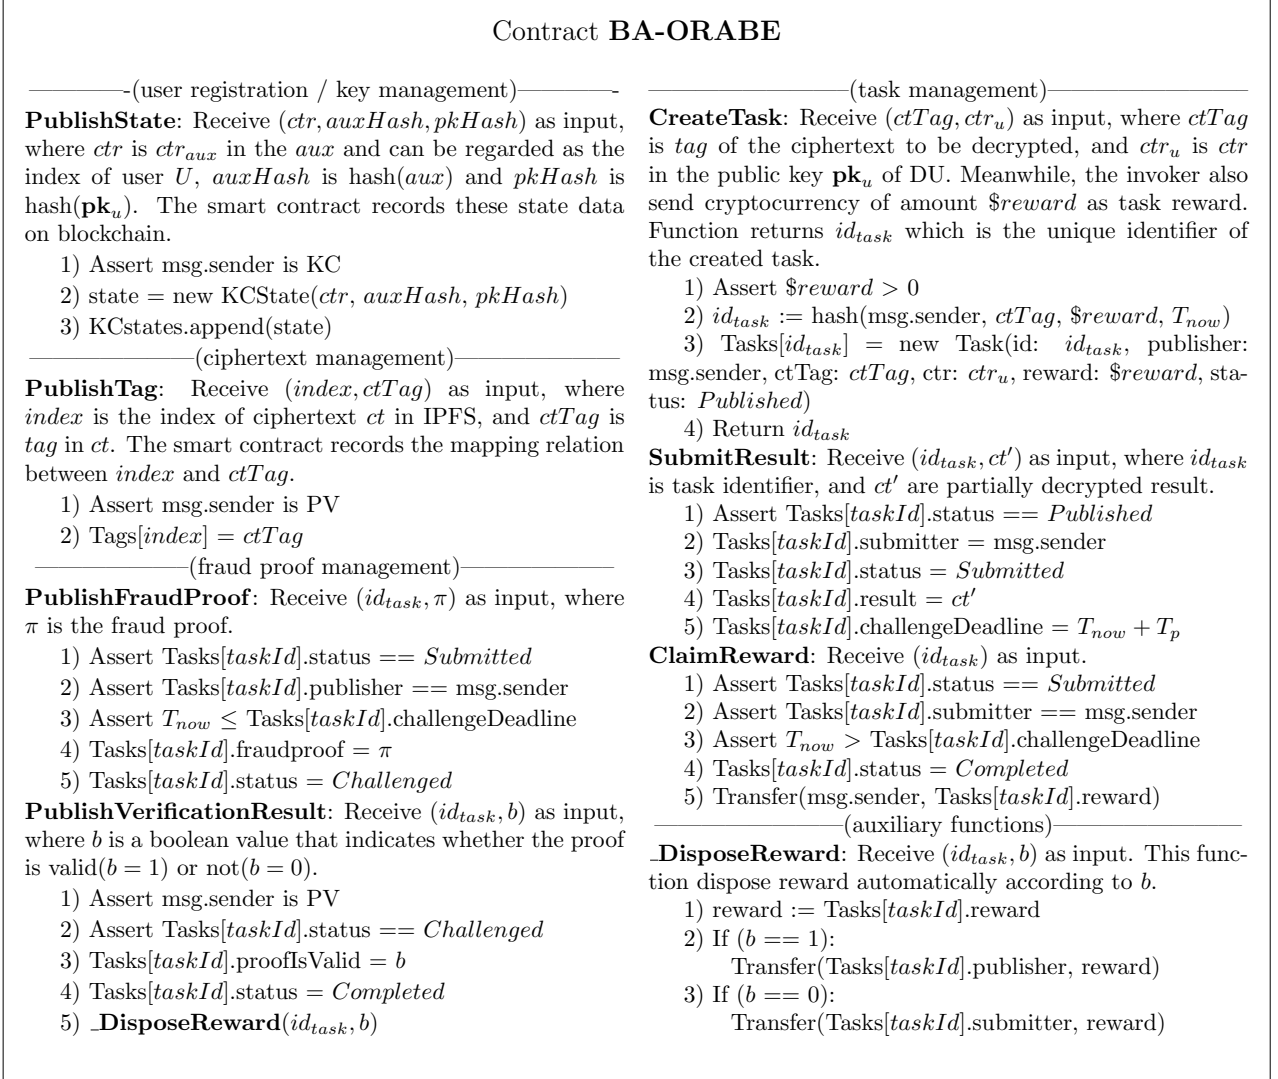 Contract BA-ORABE
————-(user registration / key management)————-
PublishState: Receive (ctr, auxHash, pkHash) as input,
where ctr is ctr_aux in the aux and can be regarded as the
index of user U, auxHash is hash(aux) and pkHash is
hash(pk_u). The smart contract records these state data
on blockchain.
1) Assert msg.sender is KC
2) state = new KCState(ctr, auxHash, pkHash)
3) KCstates.append(state)
———————(ciphertext management)———————
PublishTag: Receive (index, ctTag) as input, where
index is the index of ciphertext ct in IPFS, and ctTag is
tag in ct. The smart contract records the mapping relation
between index and ctTag.
1) Assert msg.sender is PV
2) Tags[index] = ctTag
———————(fraud proof management)———————
PublishFraudProof: Receive (id_task, π) as input, where
π is the fraud proof.
1) Assert Tasks[taskId].status == Submitted
2) Assert Tasks[taskId].publisher == msg.sender
3) Assert T_now ≤ Tasks[taskId].challengeDeadline
4) Tasks[taskId].fraudproof = π
5) Tasks[taskId].status = Challenged
PublishVerificationResult: Receive (id_task, b) as input,
where b is a boolean value that indicates whether the proof
is valid(b = 1) or not(b = 0).
1) Assert msg.sender is PV
2) Assert Tasks[taskId].status == Challenged
3) Tasks[taskId].proofIsValid = b
4) Tasks[taskId].status = Completed
5) _DisposeReward(id_task, b)
————————(task management)————————
CreateTask: Receive (ctTag, ctr_u) as input, where ctTag
is tag of the ciphertext to be decrypted, and ctr_u is ctr
in the public key pk_u of DU. Meanwhile, the invoker also
send cryptocurrency of amount $reward as task reward.
Function returns id_task which is the unique identifier of
the created task.
1) Assert $reward > 0
2) id_task := hash(msg.sender, ctTag, $reward, T_now)
3) Tasks[id_task] = new Task(id: id_task, publisher:
msg.sender, ctTag: ctTag, ctr: ctr_u, reward: $reward, sta-
tus: Published)
4) Return id_task
SubmitResult: Receive (id_task, ct′) as input, where id_task
is task identifier, and ct′ are partially decrypted result.
1) Assert Tasks[taskId].status == Published
2) Tasks[taskId].submitter = msg.sender
3) Tasks[taskId].status = Submitted
4) Tasks[taskId].result = ct′
5) Tasks[taskId].challengeDeadline = T_now + T_p
ClaimReward: Receive (id_task) as input.
1) Assert Tasks[taskId].status == Submitted
2) Assert Tasks[taskId].submitter == msg.sender
3) Assert T_now > Tasks[taskId].challengeDeadline
4) Tasks[taskId].status = Completed
5) Transfer(msg.sender, Tasks[taskId].reward)
————————(auxiliary functions)————————
_DisposeReward: Receive (id_task, b) as input. This func-
tion dispose reward automatically according to b.
1) reward := Tasks[taskId].reward
2) If (b == 1):
Transfer(Tasks[taskId].publisher, reward)
3) If (b == 0):
Transfer(Tasks[taskId].submitter, reward)